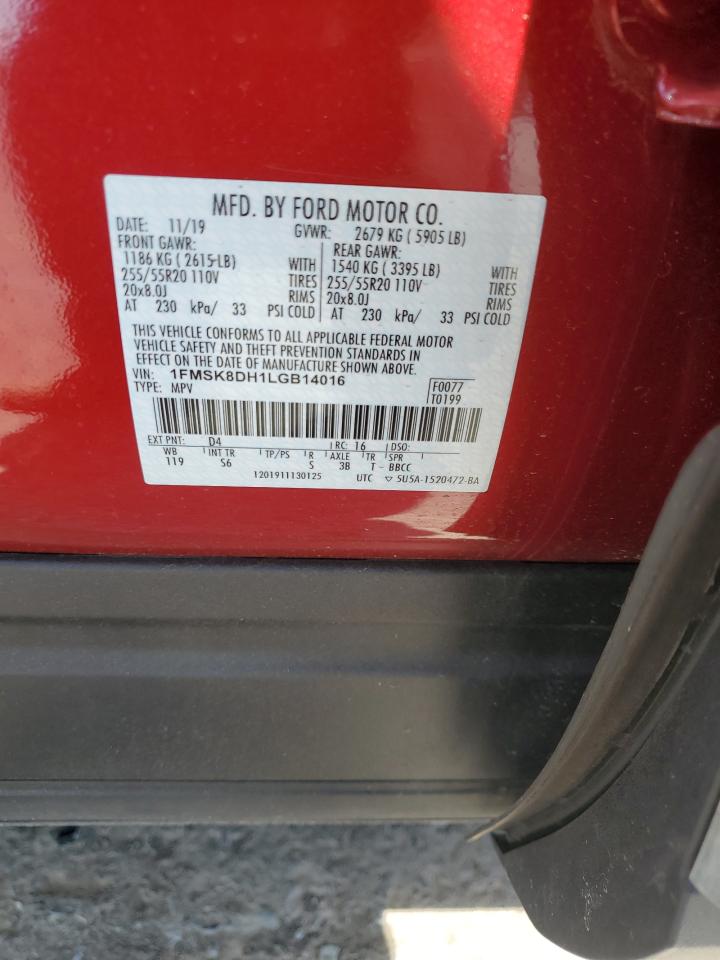 MFD. BY FORD MOTOR CO.
DATE: 11/19 GVWR: 2679 KG ( 5905 LB)
FRONT GAWR: REAR GAWR:
1186 KG ( 2615 LB) WITH 1540 KG ( 3395 LB) WITH
255/55R20 110V TIRES 255/55R20 110V TIRES
20x8.0J RIMS 20x8.0J RIMS
AT 230 kPa/ 33 PSI COLD AT 230 kPa/ 33 PSI COLD
THIS VEHICLE CONFORMS TO ALL APPLICABLE FEDERAL MOTOR
VEHICLE SAFETY AND THEFT PREVENTION STANDARDS IN
EFFECT ON THE DATE OF MANUFACTURE SHOWN ABOVE.
VIN: 1FMSK8DH1LGB14016
TYPE: MPV F0077
T0199
EXT PNT: D4 RC: 16 DSO:
WB INT TR TP/PS R AXLE TR SPR
119 S6 S 3B T - BBCC
1201911130125 UTC ▽ 5U5A-1520472-BA